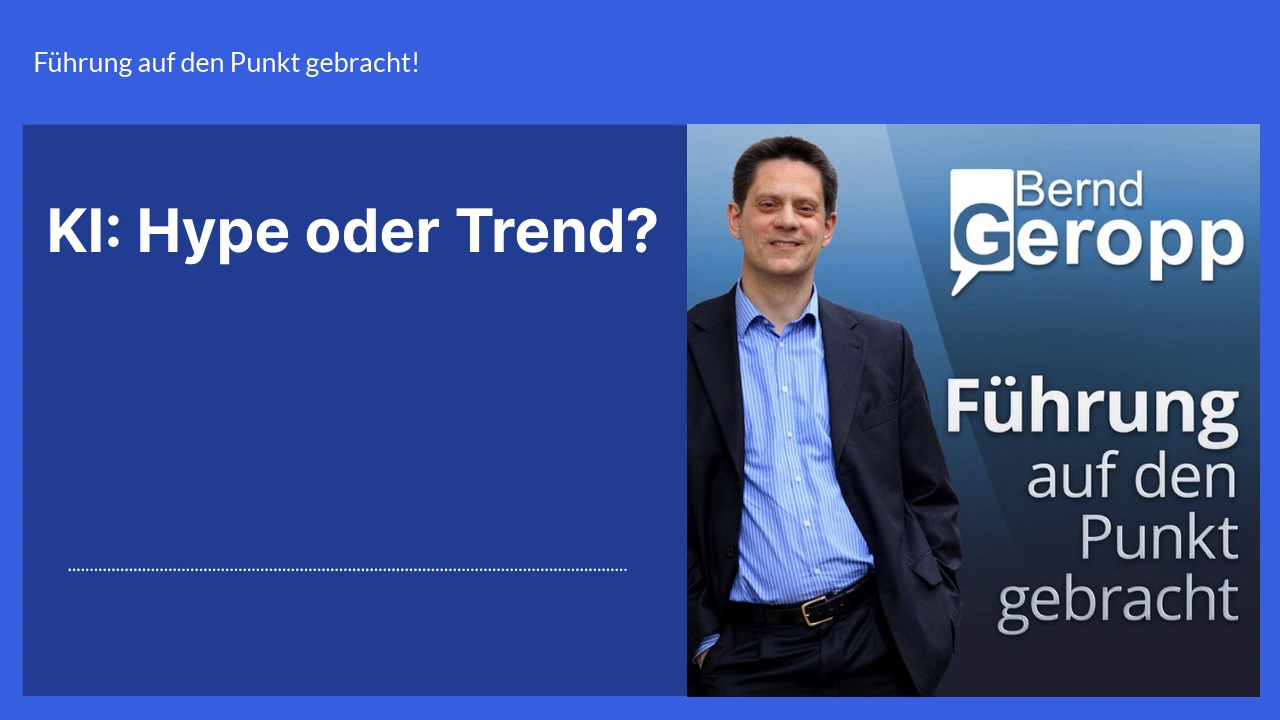 Führung auf den Punkt gebracht!
KI: Hype oder Trend?
Bernd
Geropp
Führung
auf den
Punkt
gebracht